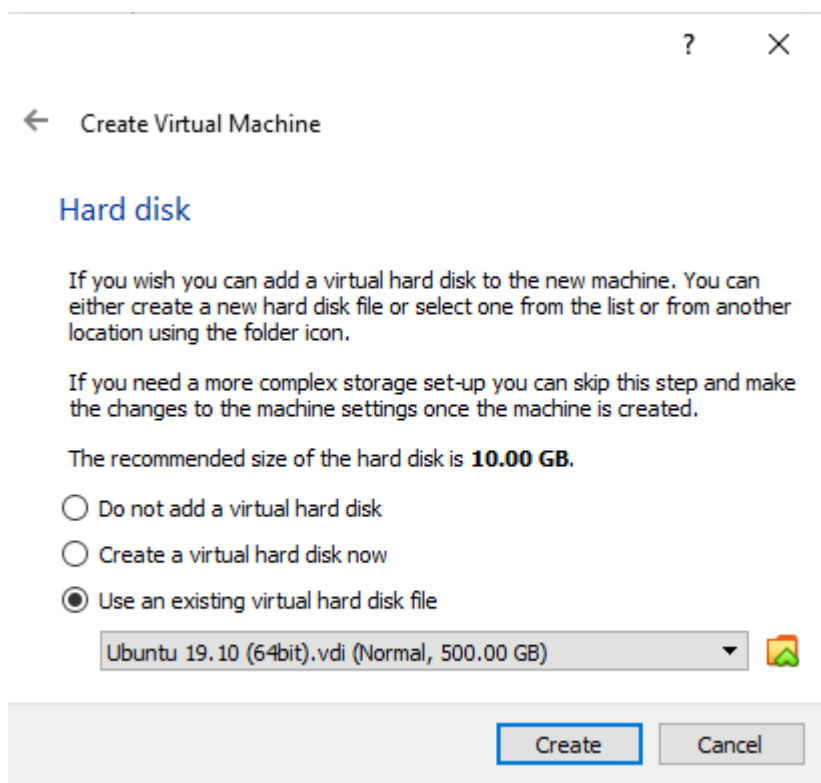 ?
Create Virtual Machine
Hard disk
If you wish you can add a virtual hard disk to the new machine. You can
either create a new hard disk file or select one from the list or from another
location using the folder icon.
If you need a more complex storage set-up you can skip this step and make
the changes to the machine settings once the machine is created.
The recommended size of the hard disk is 10.00 GB.
Do not add a virtual hard disk
Create a virtual hard disk now
Use an existing virtual hard disk file
Ubuntu 19.10 (64bit).vdi (Normal, 500.00 GB)
Create Cancel